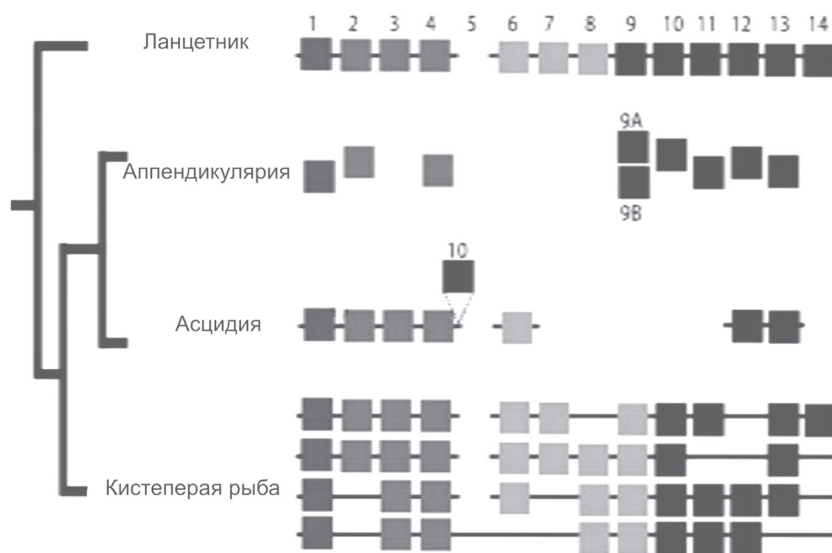 1 2 3 4 5 6 7 8 9 10 11 12 13 14
Ланцетник
9A
Аппендикулярия
9B
10
Асцидия
Кистеперая рыба